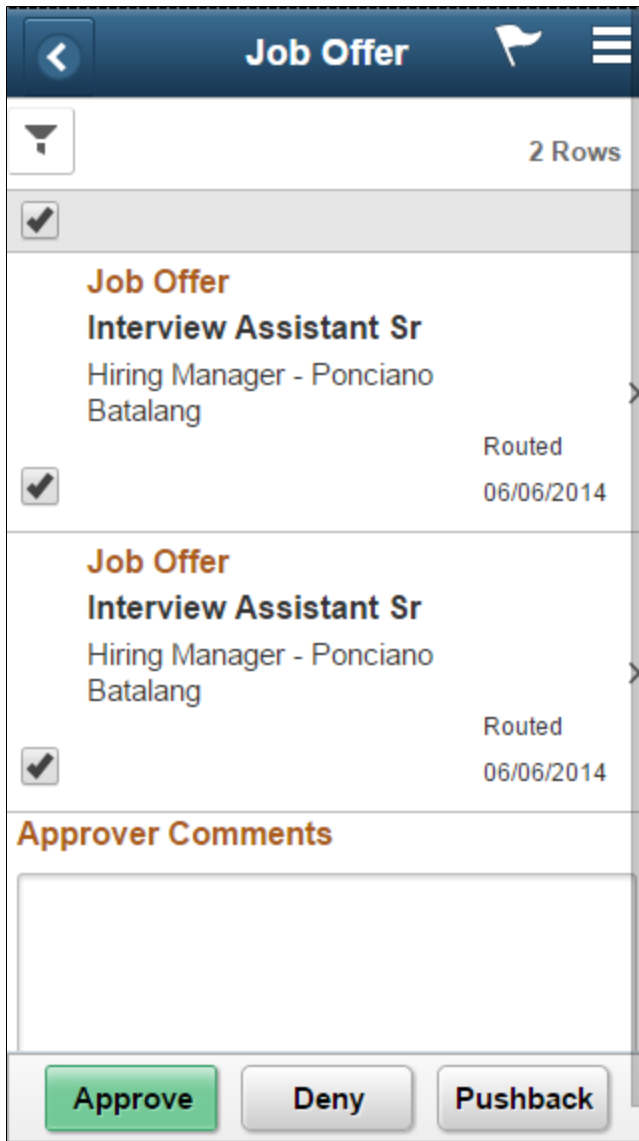 Job Offer
2 Rows
Job Offer
Interview Assistant Sr
Hiring Manager - Ponciano
Batalang
Routed
06/06/2014
Job Offer
Interview Assistant Sr
Hiring Manager - Ponciano
Batalang
Routed
06/06/2014
Approver Comments
Approve Deny Pushback